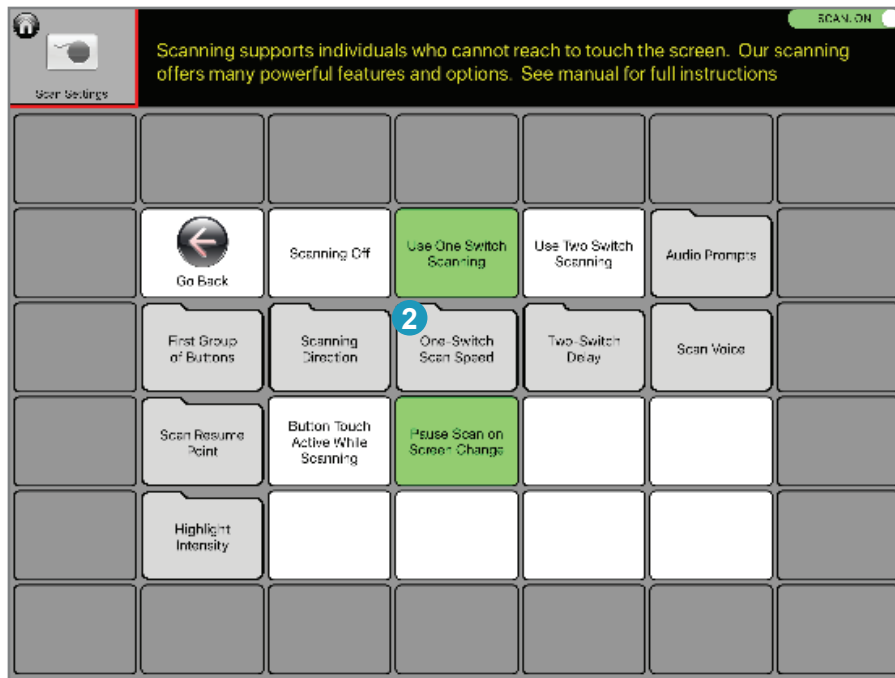 SCAN: ON
Scanning supports individuals who cannot reach to touch the screen. Our scanning
offers many powerful features and options. See manual for full instructions
Scan Settings
Go Back
Scanning Off
Use One Switch
Scanning
Use Two Switch
Scanning
Audio Prompts
First Group
of Buttons
Scanning
Direction
2
One-Switch
Scan Speed
Two-Switch
Delay
Scan Voice
Scan Resume
Point
Button Touch
Active While
Scanning
Pause Scan on
Screen Change
Highlight
Intensity